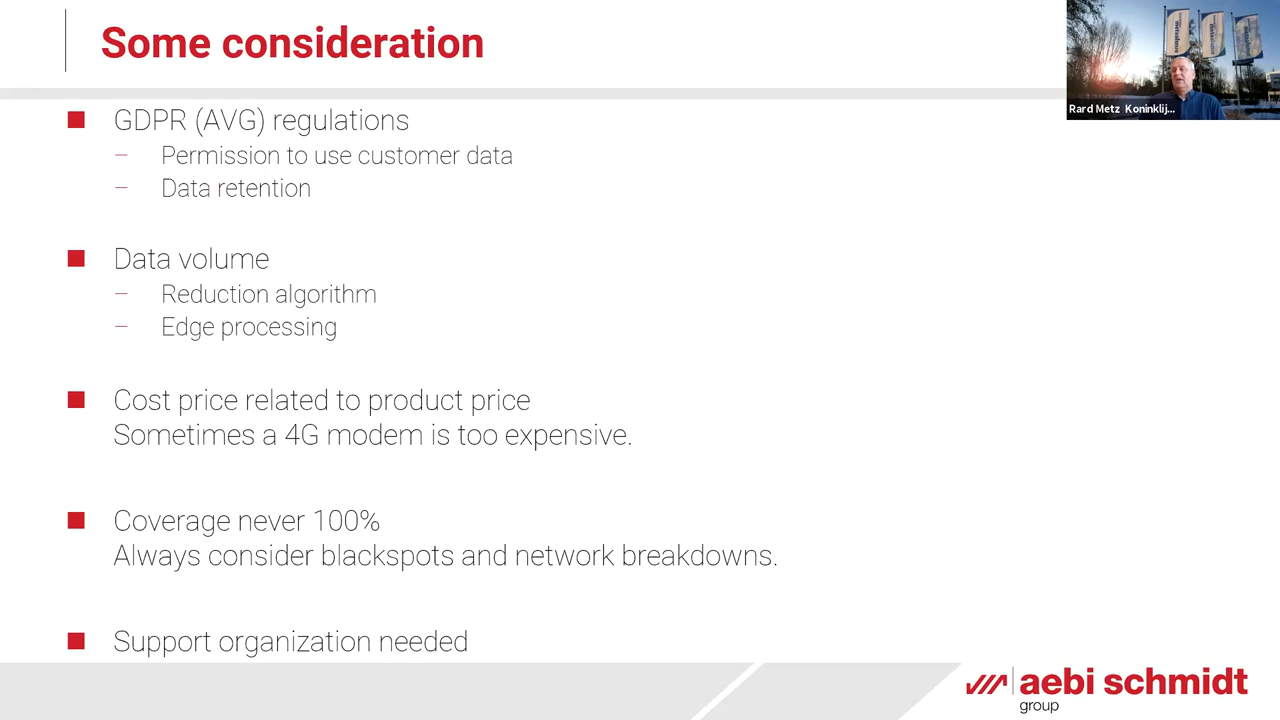 Some consideration
GDPR (AVG) regulations
– Permission to use customer data
– Data retention
Data volume
– Reduction algorithm
– Edge processing
Cost price related to product price
Sometimes a 4G modem is too expensive.
Coverage never 100%
Always consider blackspots and network breakdowns.
Support organization needed
Rard Metz Koninklij...
aebi schmidt
group